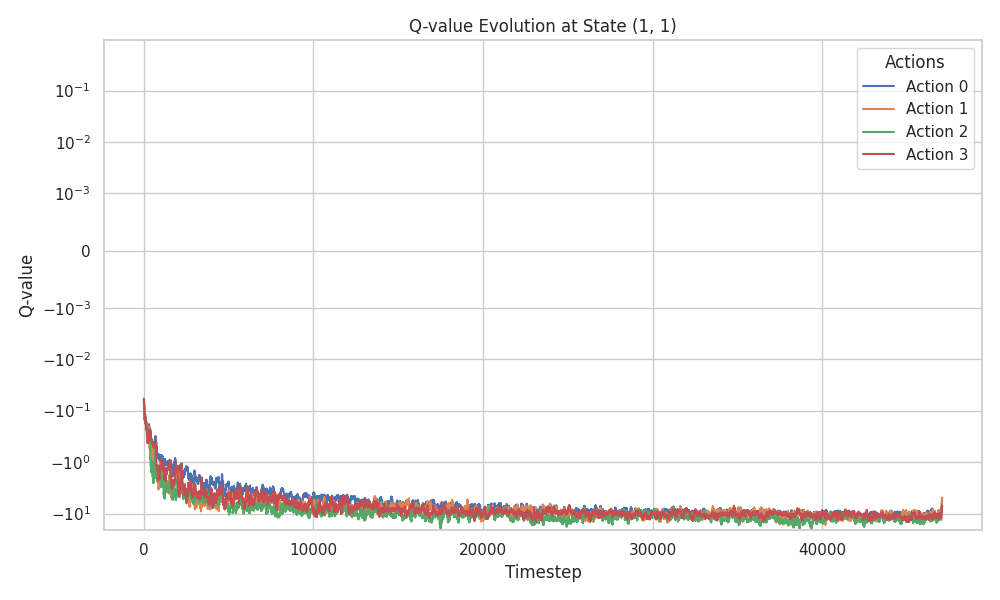 Q-value Evolution at State (1, 1)
Q-value
10⁻¹
10⁻²
10⁻³
0
−10⁻³
−10⁻²
−10⁻¹
−10⁰
−10¹
Actions
Action 0
Action 1
Action 2
Action 3
0 10000 20000 30000 40000
Timestep